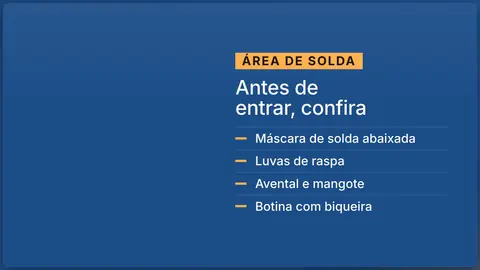 ÁREA DE SOLDA
Antes de
entrar, confira
Máscara de solda abaixada
Luvas de raspa
Avental e mangote
Botina com biqueira